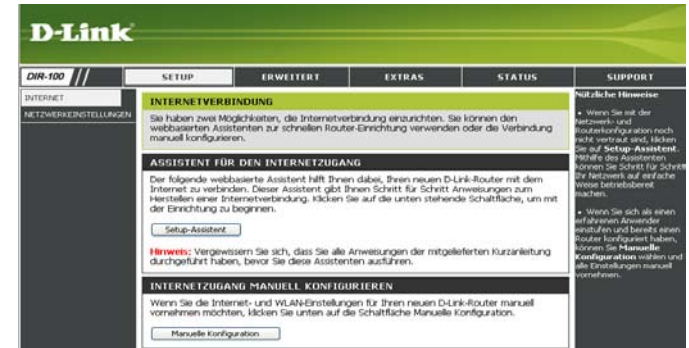 D-Link
DIR-100
SETUP
ERWEITERT
EXTRAS
STATUS
SUPPORT
INTERNET
NETZWERKEINSTELLUNGEN
INTERNETVERBINDUNG
Sie haben zwei Möglichkeiten, die Internetverbindung einzurichten. Sie können den
webbasierten Assistenten zur schnellen Router-Einrichtung verwenden oder die Verbindung
manuell konfigurieren.
ASSISTENT FÜR DEN INTERNETZUGANG
Der folgende webbasierte Assistent hilft Ihnen dabei, Ihren neuen D-Link-Router mit dem
Internet zu verbinden. Dieser Assistent gibt Ihnen Schritt für Schritt Anweisungen zum
Herstellen einer Internetverbindung. Klicken Sie auf die unten stehende Schaltfläche, um mit
der Einrichtung zu beginnen.
Setup-Assistent
Hinweis: Vergewissern Sie sich, dass Sie alle Anweisungen der mitgelieferten Kurzanleitung
durchgeführt haben, bevor Sie diese Assistenten ausführen.
INTERNETZUGANG MANUELL KONFIGURIEREN
Wenn Sie die Internet- und WLAN-Einstellungen für Ihren neuen D-Link-Router manuell
vornehmen möchten, klicken Sie unten auf die Schaltfläche Manuelle Konfiguration.
Manuelle Konfiguration
Nützliche Hinweise
• Wenn Sie mit der
Netzwerk- und
Routerkonfiguration noch
nicht vertraut sind, klicken
Sie auf Setup-Assistent.
Mithilfe des Assistenten
können Sie Schritt für Schritt
Ihr Netzwerk auf einfache
Weise betriebsbereit
machen.
• Wenn Sie sich als einen
erfahrenen Anwender
einstufen und bereits einen
Router konfiguriert haben,
können Sie Manuelle
Konfiguration wählen und
alle Einstellungen manuell
vornehmen.